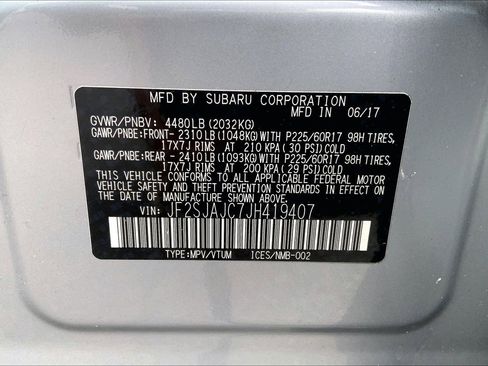 MFD BY SUBARU CORPORATION
MFD IN 06/17
GVWR/PNBV: 4480LB(2032KG)
GAWR/PNBE:FRONT- 2310LB(1048KG)WITH P225/60R17 98H TIRES,
17X7J RIMS AT 210 KPA(30 PSI)COLD
GAWR/PNBE:REAR - 2410LB(1093KG)WITH P225/60R17 98H TIRES,
17X7J RIMS AT 200 KPA(29 PSI)COLD
THIS VEHICLE CONFORMS TO ALL APPLICABLE FEDERAL MOTOR
VEHICLE SAFETY AND THEFT PREVENTION STANDARDS IN EFFECT ON
THE DATE OF MANUFACTURE SHOWN ABOVE.
VIN: JF2SJAJC7JH419407
TYPE:MPV/VTUM ICES/NMB-002